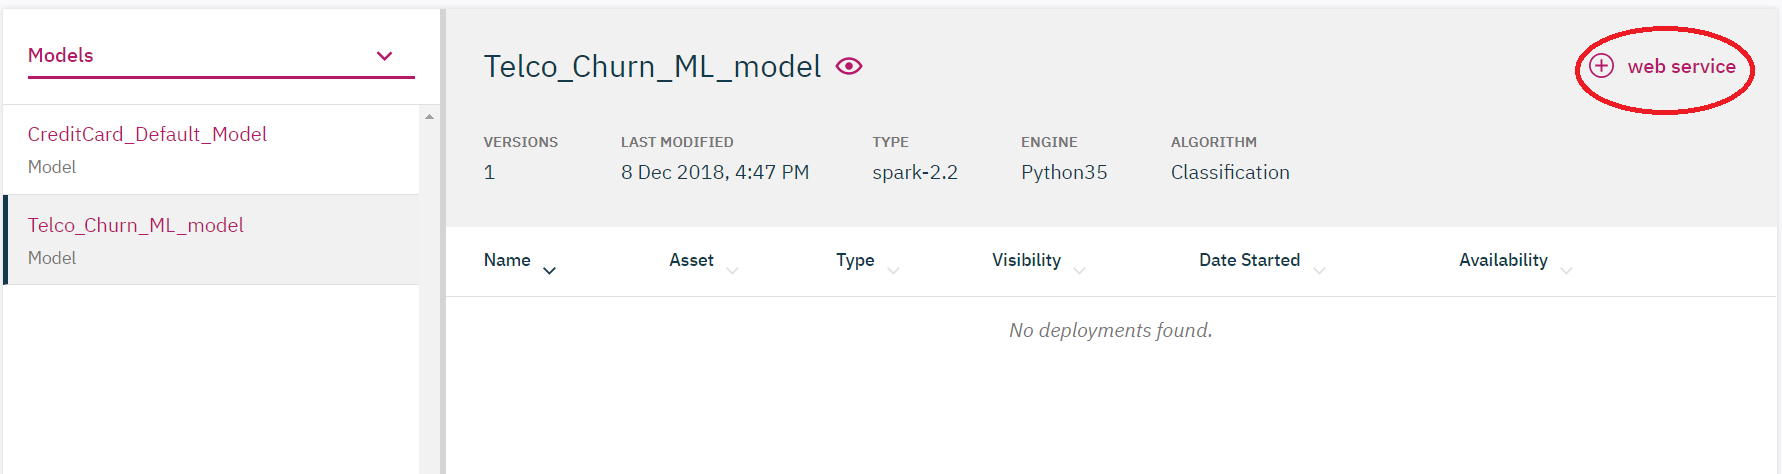 Models
CreditCard_Default_Model
Model
Telco_Churn_ML_model
Model
Telco_Churn_ML_model
web service
VERSIONS LAST MODIFIED TYPE ENGINE ALGORITHM
1 8 Dec 2018, 4:47 PM spark-2.2 Python35 Classification
Name Asset Type Visibility Date Started Availability
No deployments found.